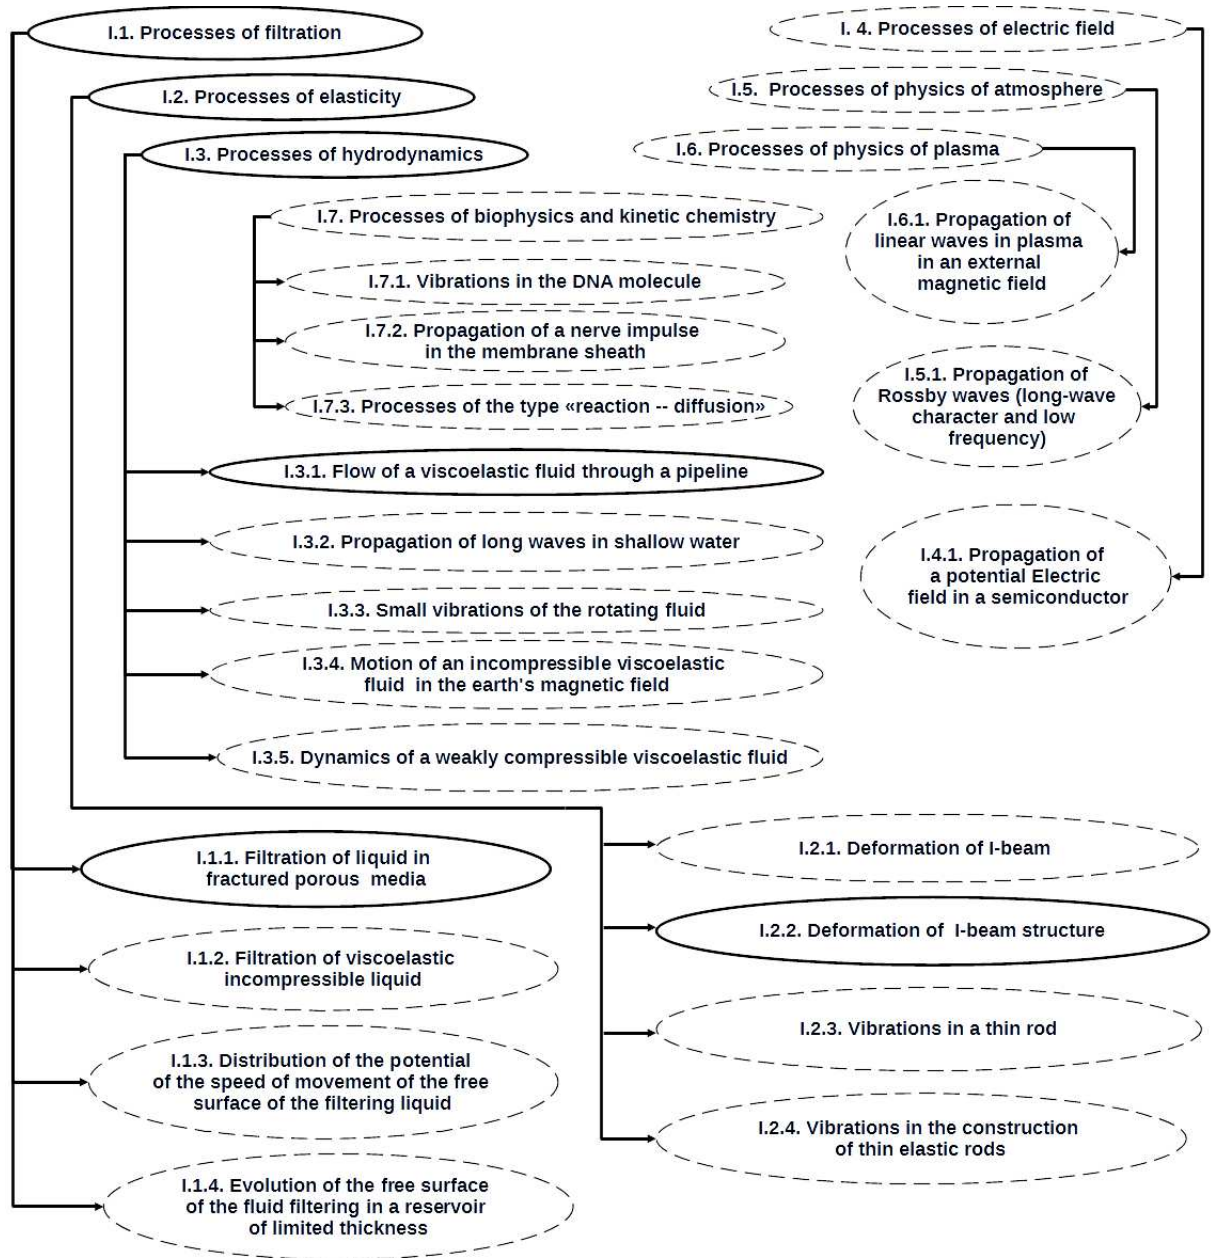 I.1. Processes of filtration
I. 4. Processes of electric field
I.2. Processes of elasticity
I.5. Processes of physics of atmosphere
I.3. Processes of hydrodynamics
I.6. Processes of physics of plasma
I.7. Processes of biophysics and kinetic chemistry
I.7.1. Vibrations in the DNA molecule
I.7.2. Propagation of a nerve impulse
in the membrane sheath
I.7.3. Processes of the type «reaction -- diffusion»
I.6.1. Propagation of
linear waves in plasma
in an external
magnetic field
I.5.1. Propagation of
Rossby waves (long-wave
character and low
frequency)
I.3.1. Flow of a viscoelastic fluid through a pipeline
I.3.2. Propagation of long waves in shallow water
I.3.3. Small vibrations of the rotating fluid
I.3.4. Motion of an incompressible viscoelastic
fluid in the earth's magnetic field
I.3.5. Dynamics of a weakly compressible viscoelastic fluid
I.4.1. Propagation of
a potential Electric
field in a semiconductor
I.1.1. Filtration of liquid in
fractured porous media
I.1.2. Filtration of viscoelastic
incompressible liquid
I.1.3. Distribution of the potential
of the speed of movement of the free
surface of the filtering liquid
I.1.4. Evolution of the free surface
of the fluid filtering in a reservoir
of limited thickness
I.2.1. Deformation of I-beam
I.2.2. Deformation of I-beam structure
I.2.3. Vibrations in a thin rod
I.2.4. Vibrations in the construction
of thin elastic rods